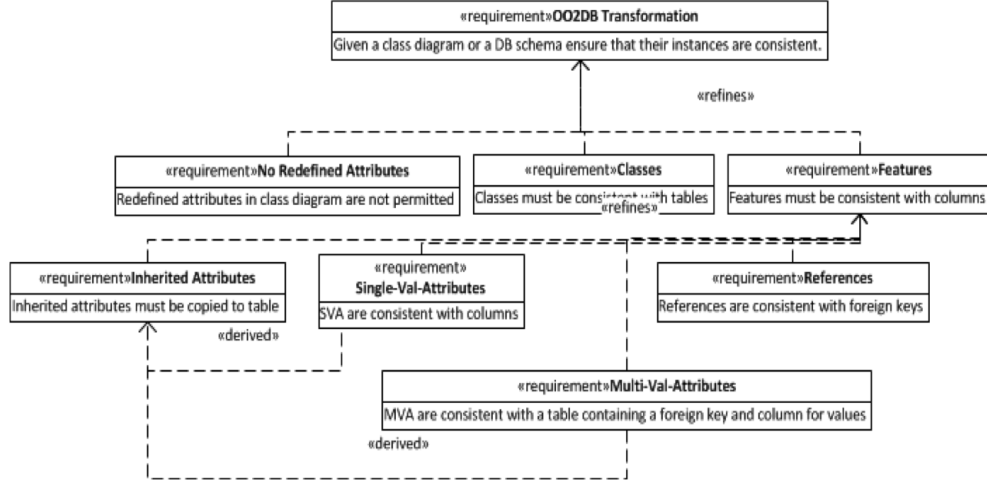 «requirement»OO2DB Transformation
Given a class diagram or a DB schema ensure that their instances are consistent.
«refines»
«requirement»No Redefined Attributes
Redefined attributes in class diagram are not permitted
«requirement»Classes
Classes must be consistent with tables
«requirement»Features
Features must be consistent with columns
«refines»
«requirement»Inherited Attributes
Inherited attributes must be copied to table
«requirement»
Single-Val-Attributes
SVA are consistent with columns
«requirement»References
References are consistent with foreign keys
«derived»
«requirement»Multi-Val-Attributes
MVA are consistent with a table containing a foreign key and column for values
«derived»